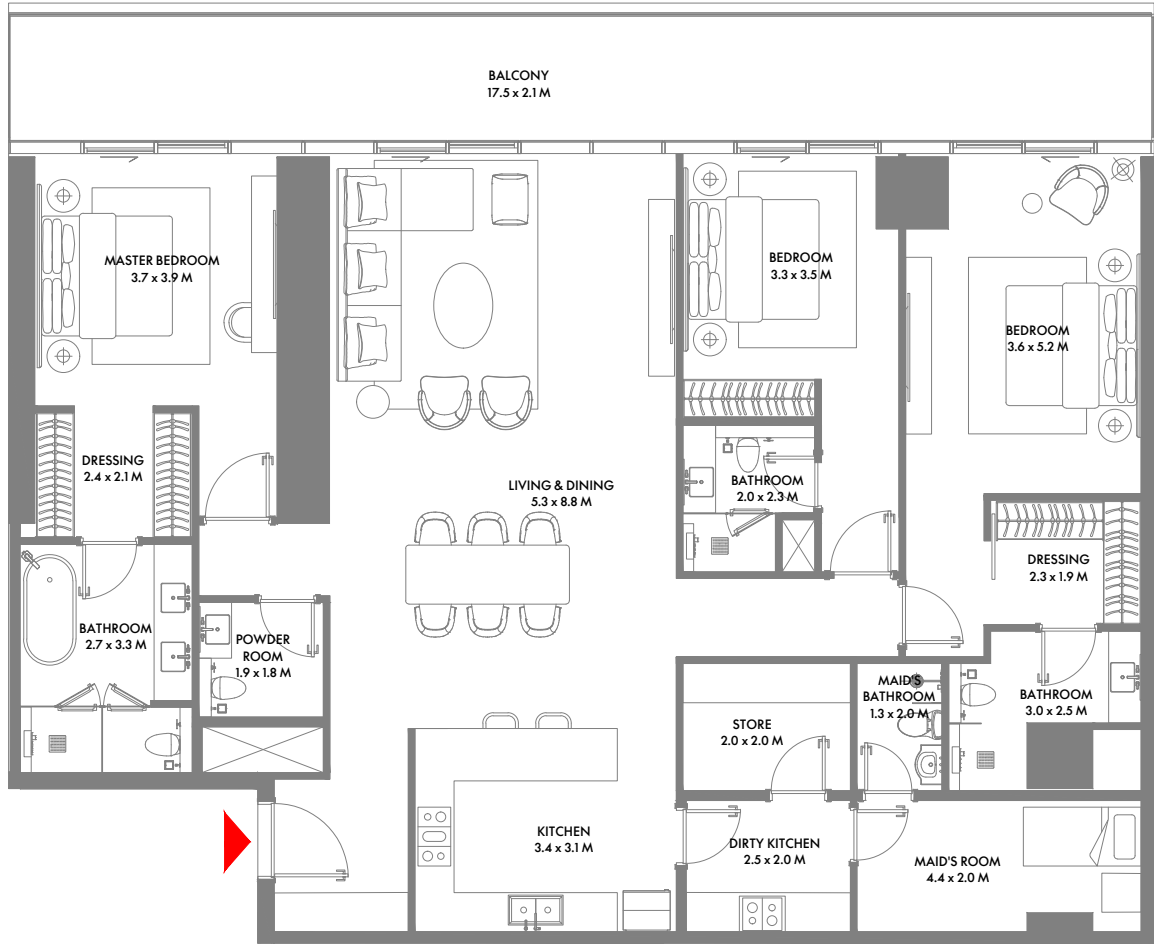 BALCONY
17.5 x 2.1 M
MASTER BEDROOM
3.7 x 3.9 M
BEDROOM
3.3 x 3.5 M
BEDROOM
3.6 x 5.2 M
DRESSING
2.4 x 2.1 M
LIVING & DINING
5.3 x 8.8 M
BATHROOM
2.0 x 2.3 M
DRESSING
2.3 x 1.9 M
BATHROOM
2.7 x 3.3 M
POWDER
ROOM
1.9 x 1.8 M
MAID'S
BATHROOM
1.3 x 2.0 M
BATHROOM
3.0 x 2.5 M
STORE
2.0 x 2.0 M
KITCHEN
3.4 x 3.1 M
DIRTY KITCHEN
2.5 x 2.0 M
MAID'S ROOM
4.4 x 2.0 M